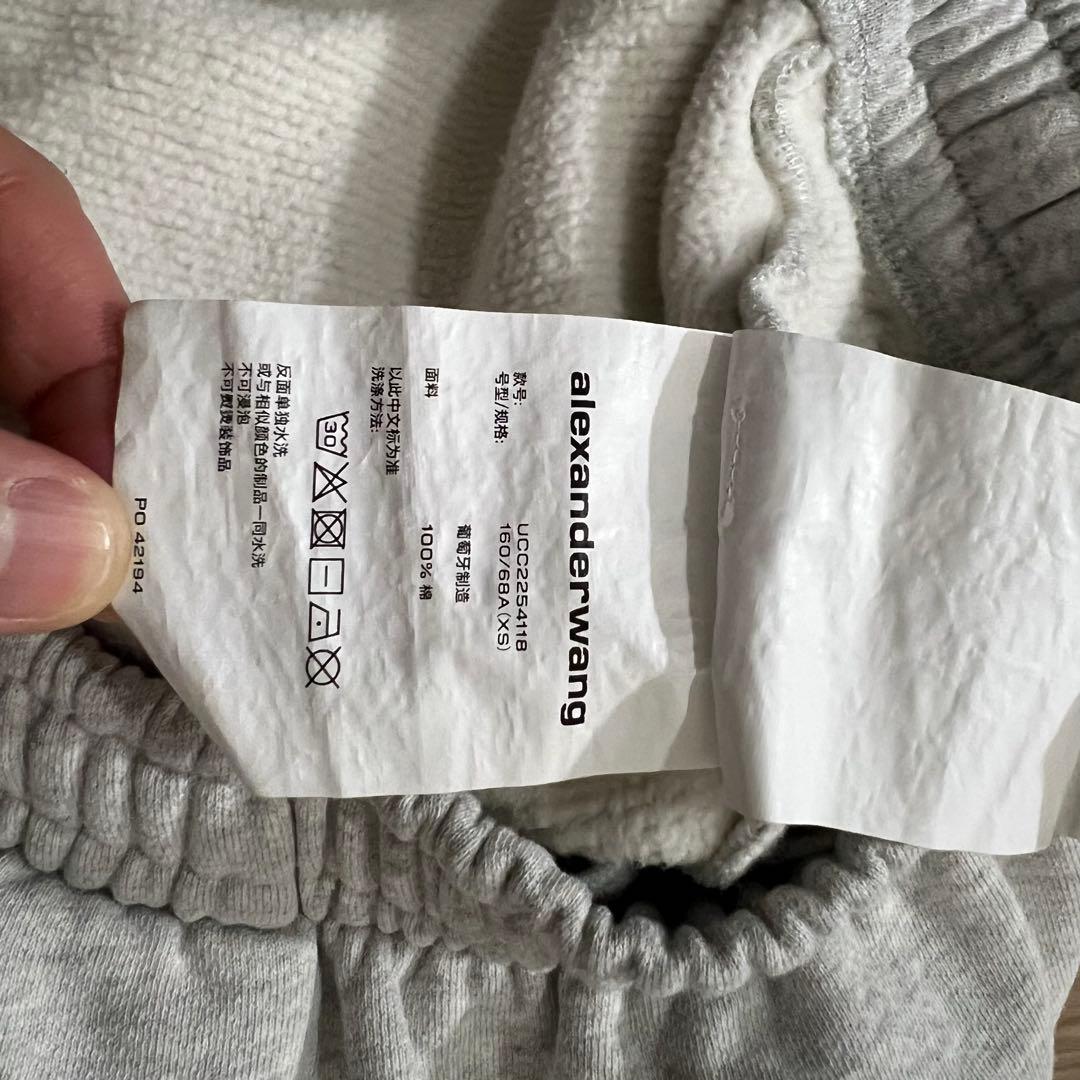 alexanderwang
款号: UCC2254118
号型/规格: 160/68A(XS)
葡萄牙制造
面料 100% 棉
以此中文标为准
洗涤方法:
30
反面单独水洗
或与相似颜色的制品一同水洗
不可浸泡
不可熨烫装饰品
PO 42194